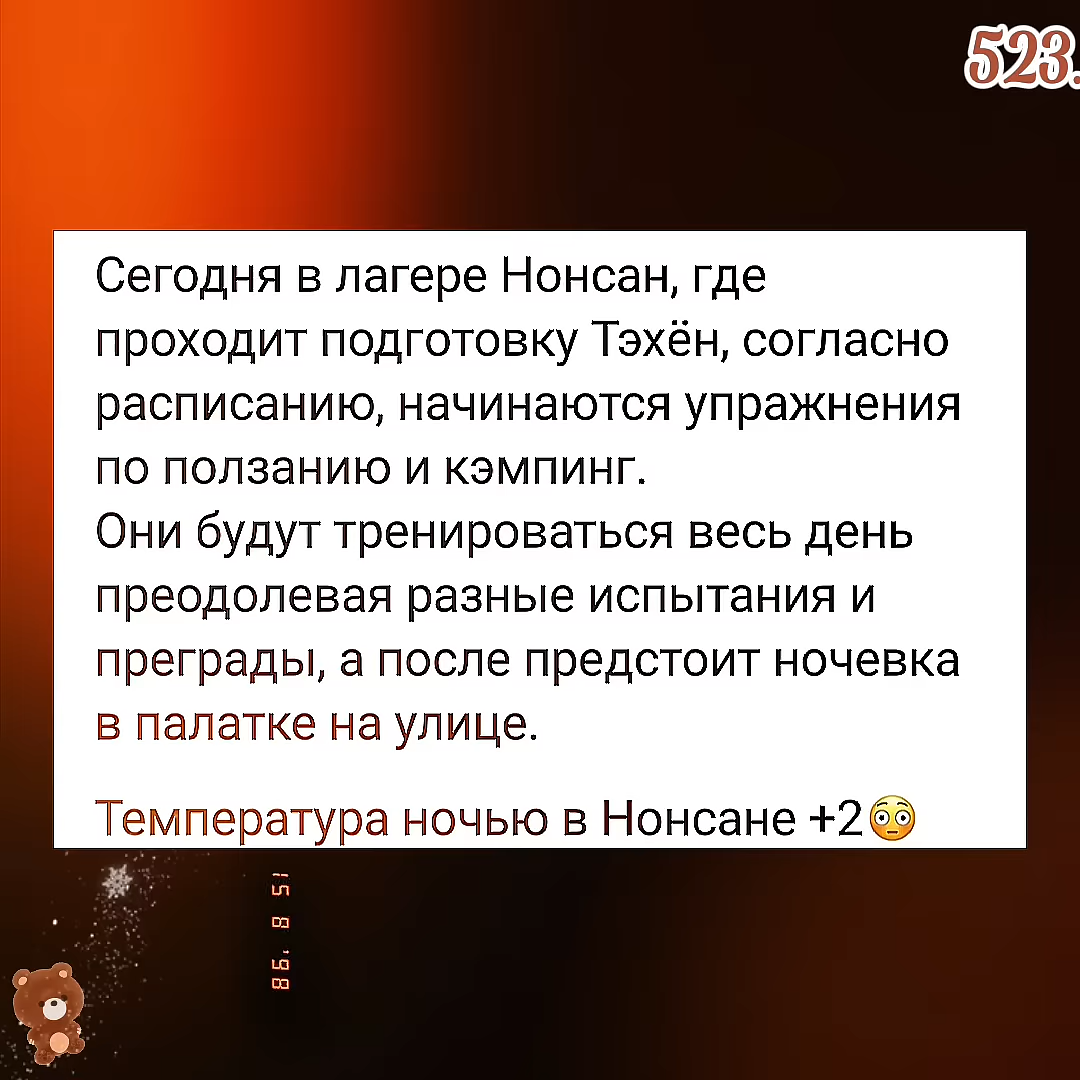 523.
Сегодня в лагере Нонсан, где
проходит подготовку Тэхён, согласно
расписанию, начинаются упражнения
по ползанию и кэмпинг.
Они будут тренироваться весь день
преодолевая разные испытания и
преграды, а после предстоит ночевка
в палатке на улице.
Температура ночью в Нонсане +2😳